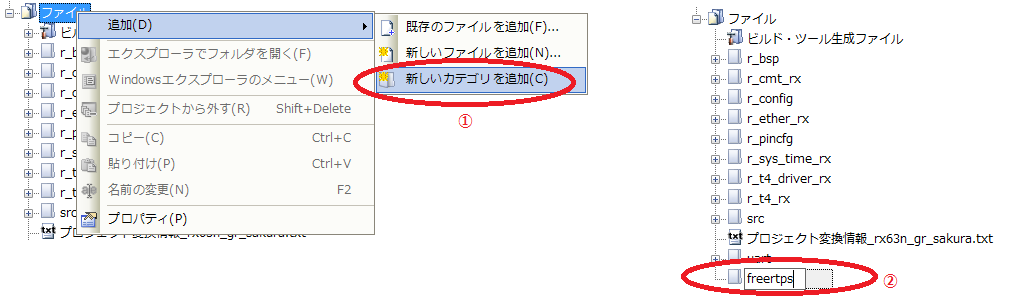 ファイル
追加(D)
エクスプローラでフォルダを開く(F)
Windowsエクスプローラのメニュー(W)
プロジェクトから外す(R) Shift+Delete
コピー(C) Ctrl+C
貼り付け(P) Ctrl+V
名前の変更(N) F2
プロパティ(P)
既存のファイルを追加(F)...
新しいファイルを追加(N)...
新しいカテゴリを追加(C)
①
ビル
r_b
r_c
r_c
r_e
r_p
r_s
r_t
r_t
src
プロジェクト変換情報_rx63n_gr_sakura.txt
ファイル
ビルド・ツール生成ファイル
r_bsp
r_cmt_rx
r_config
r_ether_rx
r_pincfg
r_sys_time_rx
r_t4_driver_rx
r_t4_rx
src
プロジェクト変換情報_rx63n_gr_sakura.txt
uart
freertps
②